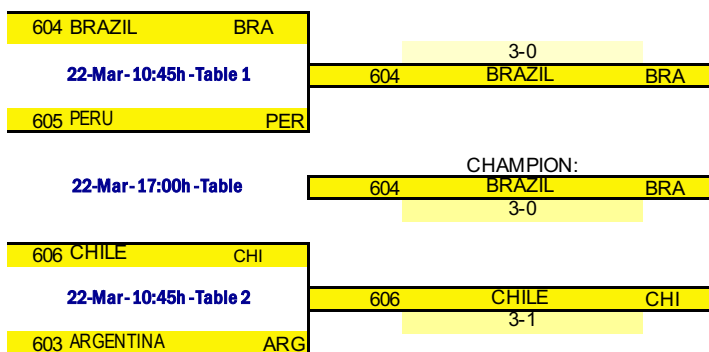 604 BRAZIL BRA
3-0
22-Mar-10:45h-Table 1
604 BRAZIL BRA
605 PERU PER
CHAMPION:
22-Mar-17:00h-Table
604 BRAZIL BRA
3-0
606 CHILE CHI
22-Mar-10:45h-Table 2
606 CHILE CHI
3-1
603 ARGENTINA ARG